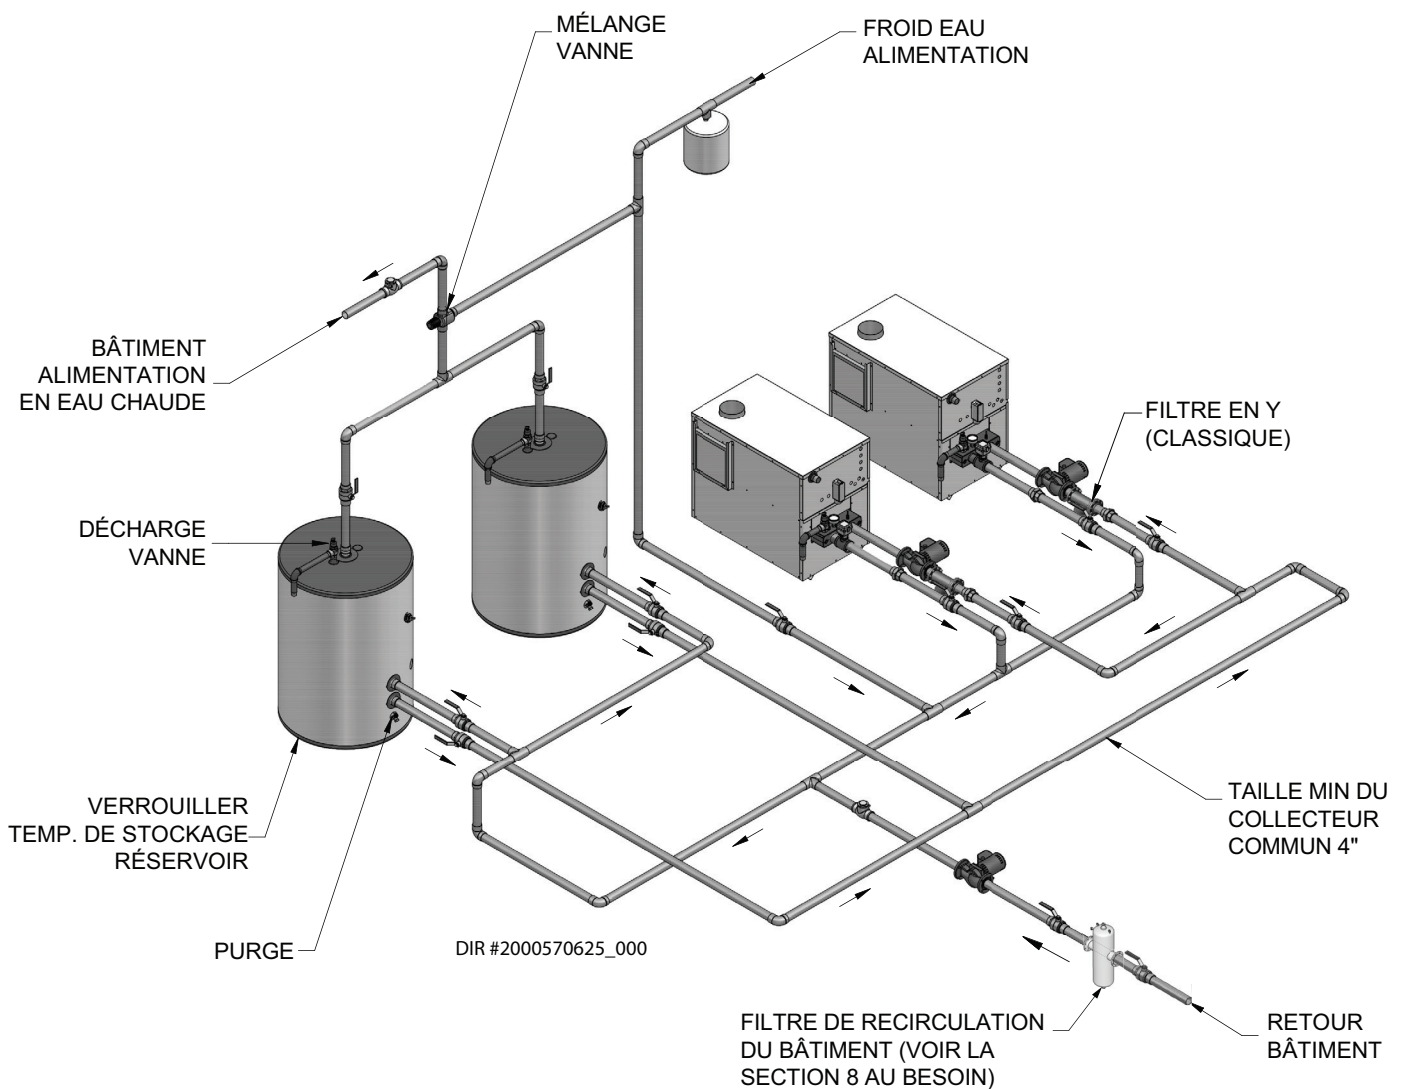 MÉLANGE
VANNE
FROID EAU
ALIMENTATION
BÂTIMENT
ALIMENTATION
EN EAU CHAUDE
FILTRE EN Y
(CLASSIQUE)
DÉCHARGE
VANNE
VERROUILLER
TEMP. DE STOCKAGE
RÉSERVOIR
TAILLE MIN DU
COLLECTEUR
COMMUN 4"
PURGE
DIR #2000570625_000
FILTRE DE RECIRCULATION
DU BÂTIMENT (VOIR LA
SECTION 8 AU BESOIN)
RETOUR
BÂTIMENT